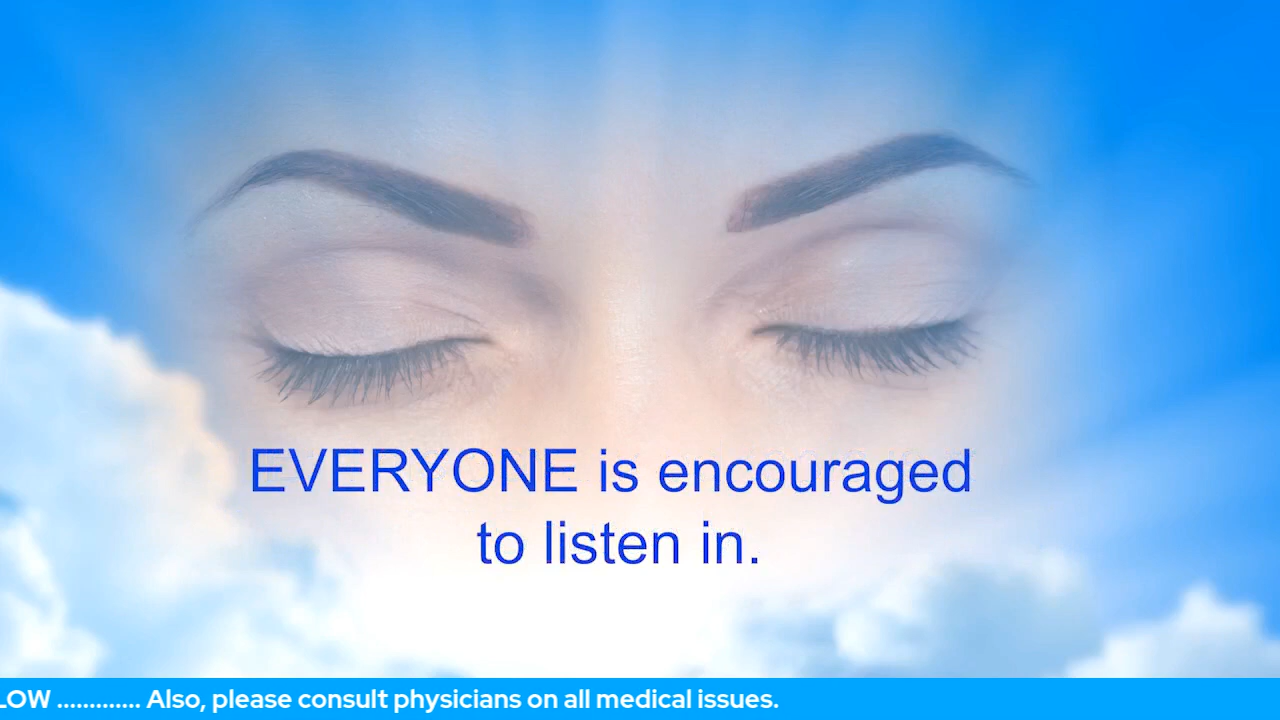 EVERYONE is encouraged
to listen in.
LOW ............. Also, please consult physicians on all medical issues.